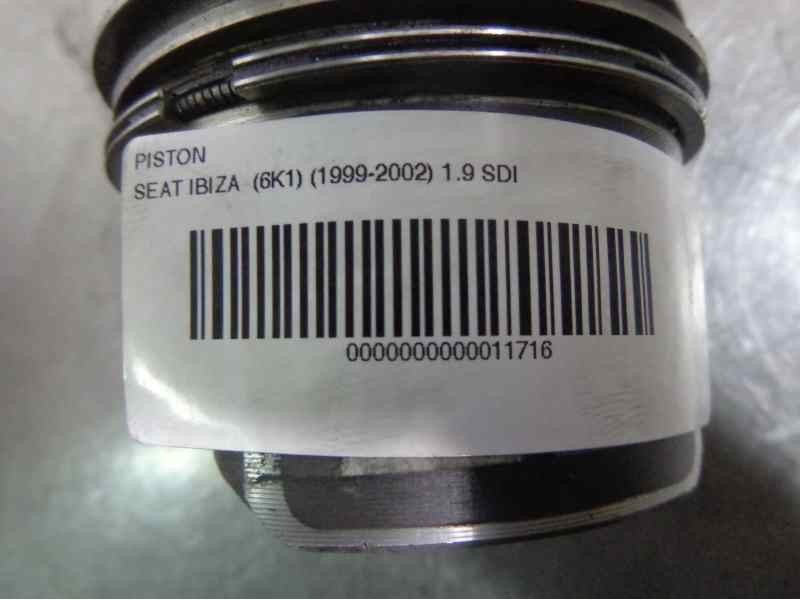 PISTON
SEAT IBIZA (6K1) (1999-2002) 1.9 SDI
0000000000011716